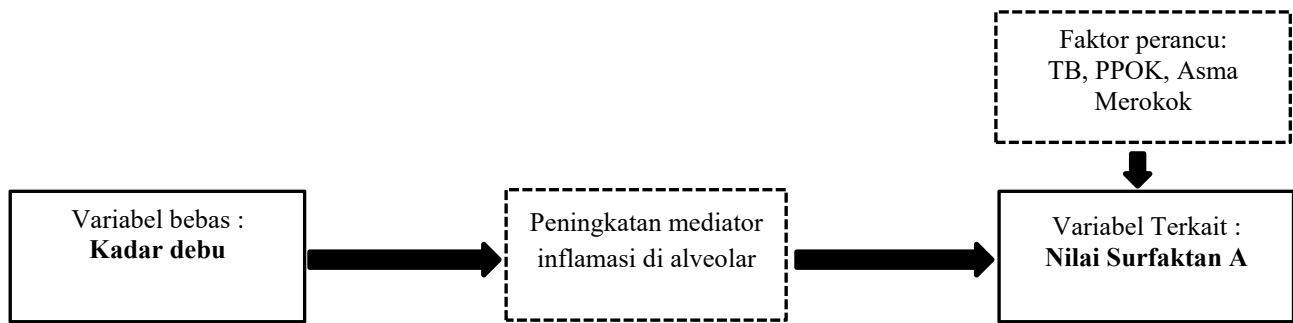 Faktor perancu:
TB, PPOK, Asma
Merokok
Variabel bebas :
Kadar debu
Peningkatan mediator
inflamasi di alveolar
Variabel Terkait :
Nilai Surfaktan A